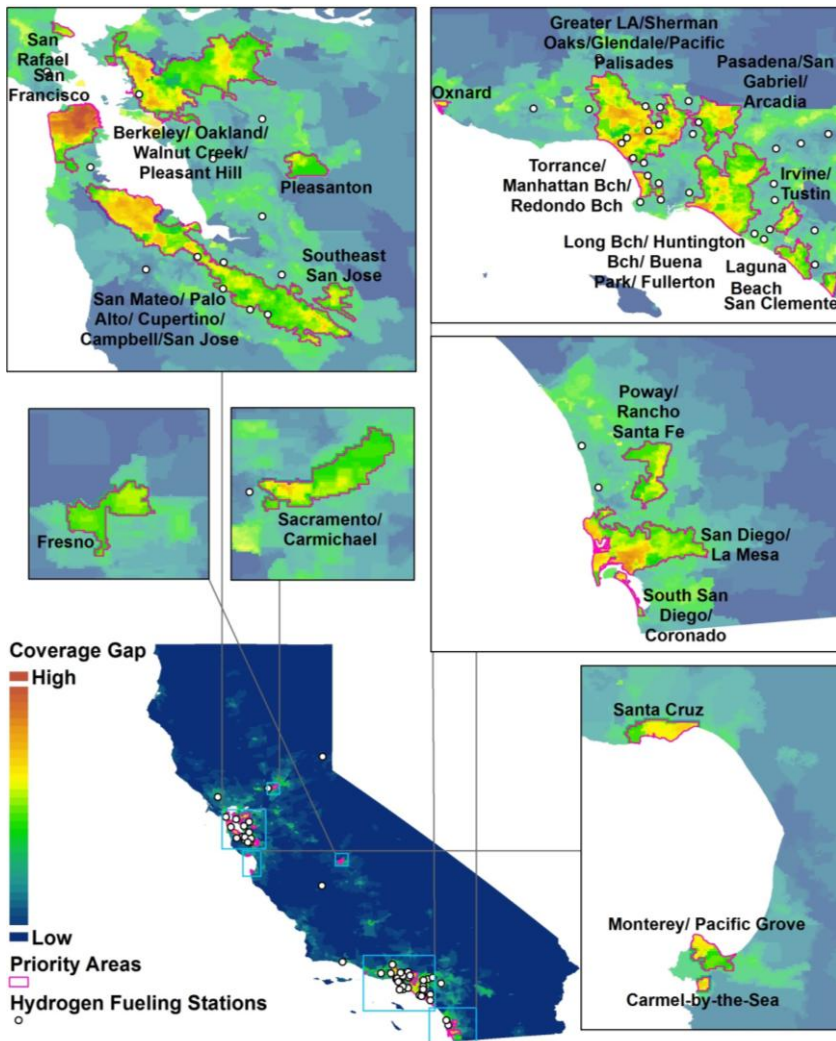 San
Rafael
San
Francisco
Berkeley/ Oakland/
Walnut Creek/
Pleasant Hill
Pleasanton
Southeast
San Jose
San Mateo/ Palo
Alto/ Cupertino/
Campbell/San Jose
Greater LA/Sherman
Oaks/Glendale/Pacific
Palisades
Pasadena/San
Gabriel/
Arcadia
Oxnard
Torrance/
Manhattan Bch/
Redondo Bch
Irvine/
Tustin
Long Bch/ Huntington
Bch/ Buena
Park/ Fullerton
Laguna
Beach
San Clemente
Fresno
Sacramento/
Carmichael
Poway/
Rancho
Santa Fe
San Diego/
La Mesa
South San
Diego/
Coronado
Coverage Gap
High
Low
Priority Areas
Hydrogen Fueling Stations
Santa Cruz
Monterey/ Pacific Grove
Carmel-by-the-Sea